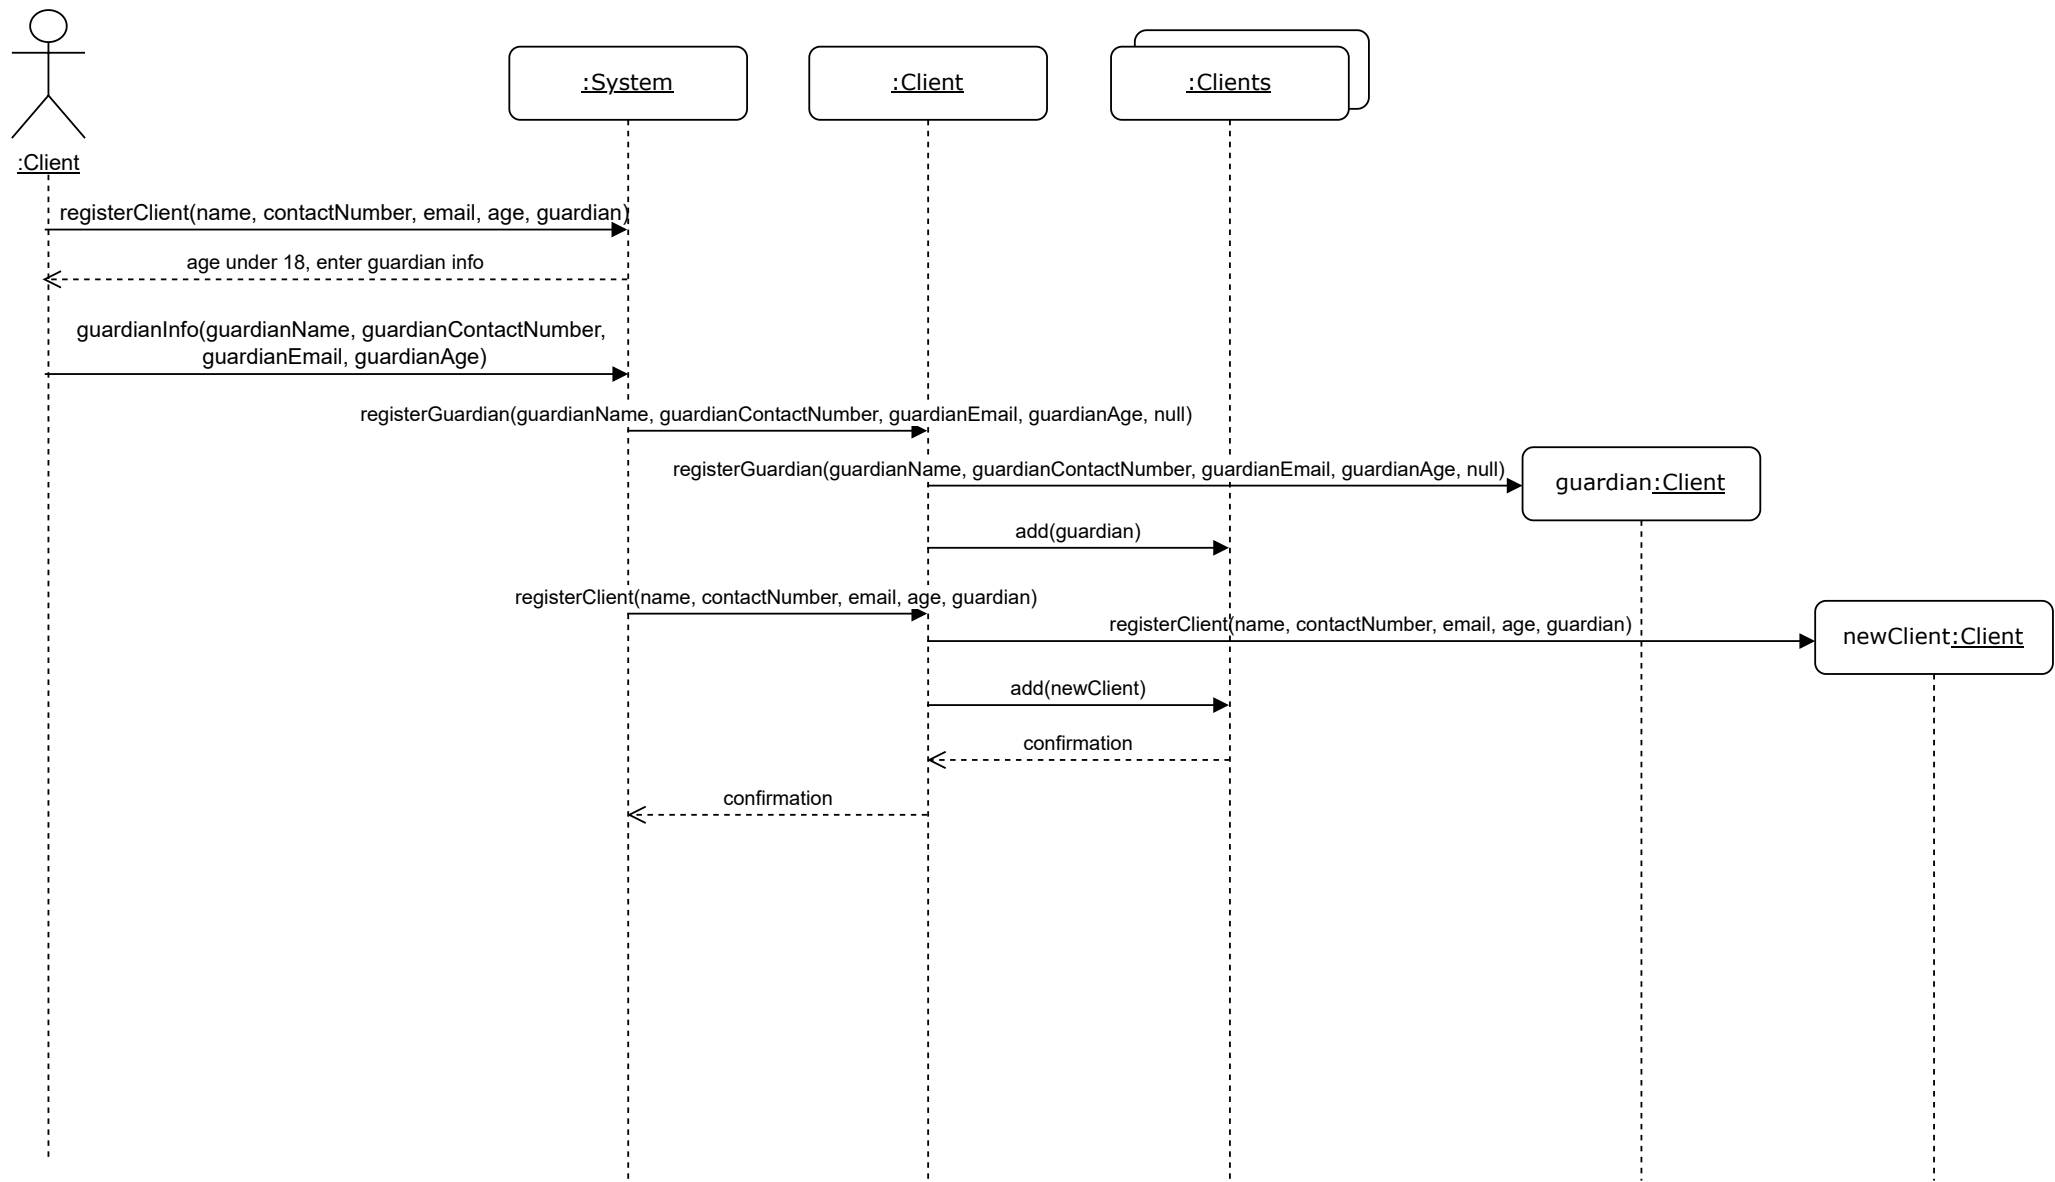 :System
:Client
:Clients
:Client
registerClient(name, contactNumber, email, age, guardian)
age under 18, enter guardian info
guardianInfo(guardianName, guardianContactNumber,
guardianEmail, guardianAge)
registerGuardian(guardianName, guardianContactNumber, guardianEmail, guardianAge, null)
registerGuardian(guardianName, guardianContactNumber, guardianEmail, guardianAge, null)
guardian:Client
add(guardian)
registerClient(name, contactNumber, email, age, guardian)
registerClient(name, contactNumber, email, age, guardian)
newClient:Client
add(newClient)
confirmation
confirmation